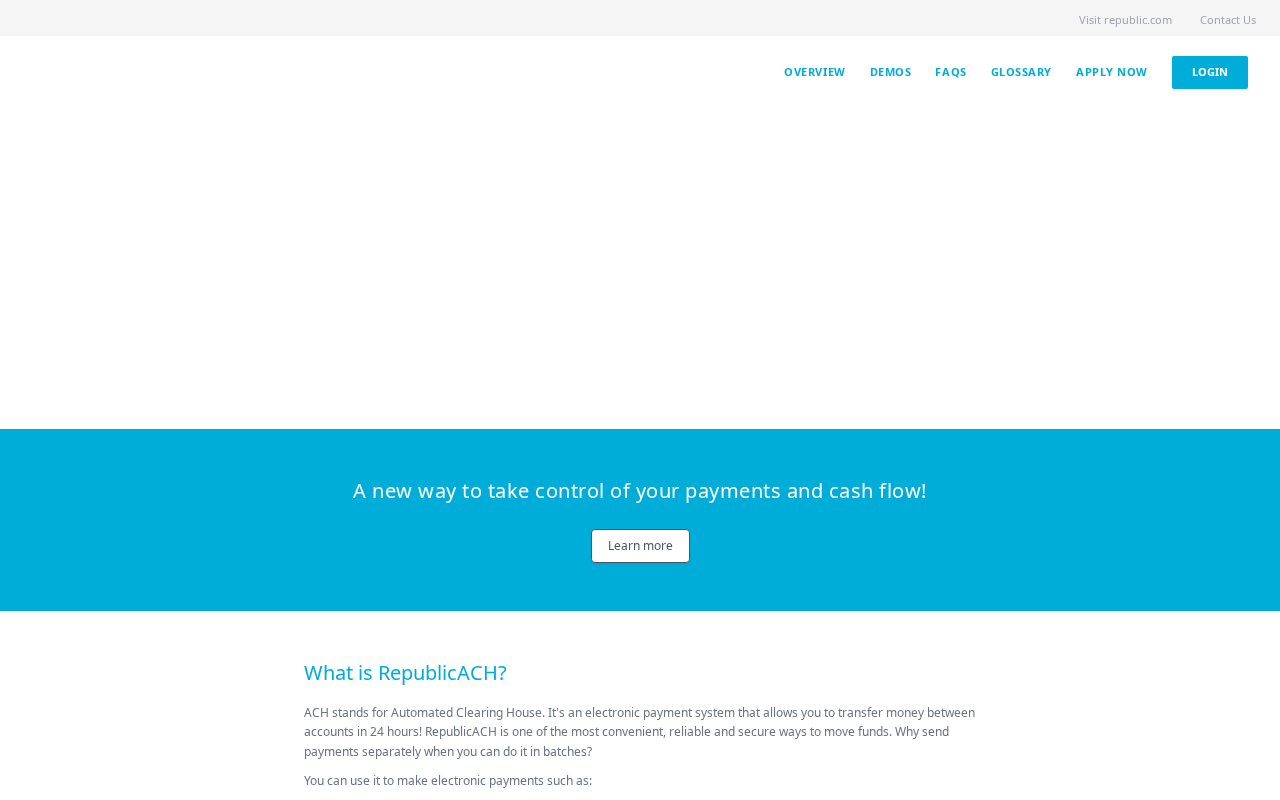 Visit republic.com Contact Us
OVERVIEW DEMOS FAQS GLOSSARY APPLY NOW LOGIN
A new way to take control of your payments and cash flow!
Learn more
What is RepublicACH?
ACH stands for Automated Clearing House. It's an electronic payment system that allows you to transfer money between
accounts in 24 hours! RepublicACH is one of the most convenient, reliable and secure ways to move funds. Why send
payments separately when you can do it in batches?
You can use it to make electronic payments such as: